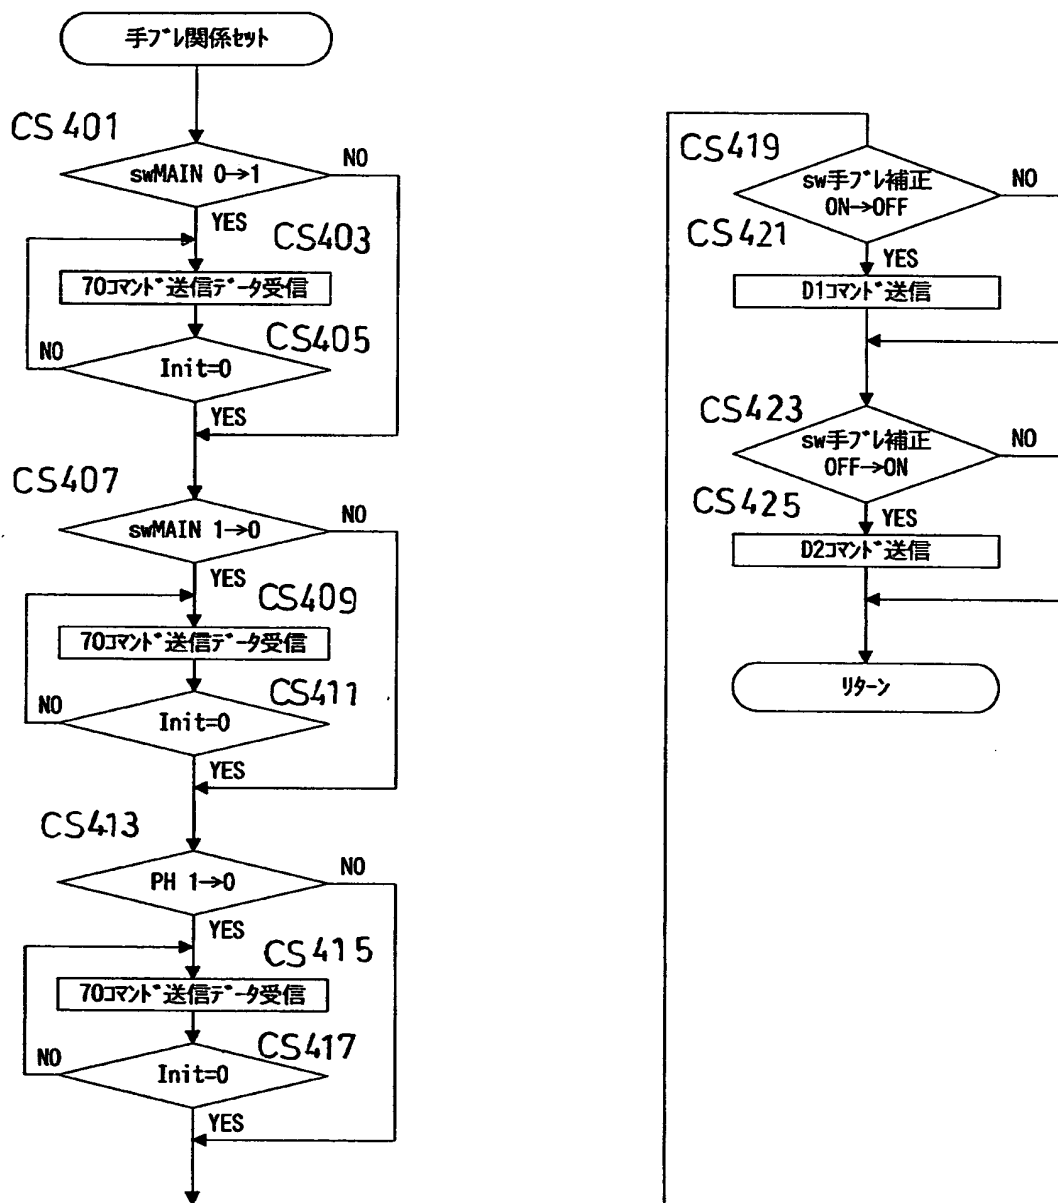 手ブレ関係セット
CS401
swMAIN 0→1
NO
YES
CS403
70コマンド送信データ受信
CS405
NO
Init=0
YES
CS407
swMAIN 1→0
NO
YES
CS409
70コマンド送信データ受信
CS411
NO
Init=0
YES
CS413
PH 1→0
NO
YES
CS415
70コマンド送信データ受信
CS417
NO
Init=0
YES
CS419
sw手ブレ補正
ON→OFF
NO
CS421
YES
D1コマンド送信
CS423
sw手ブレ補正
OFF→ON
NO
CS425
YES
D2コマンド送信
リターン